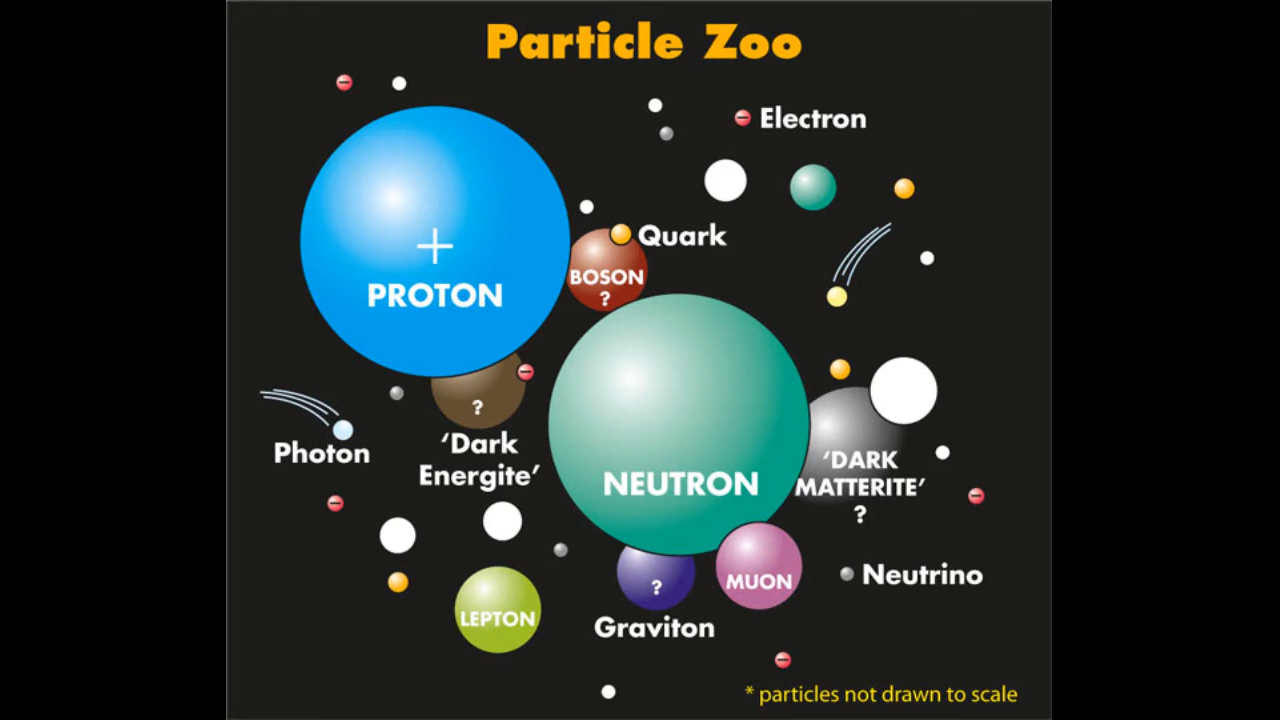 Particle Zoo
Electron
Quark
BOSON
?
+
PROTON
?
'Dark
Energite'
Photon
NEUTRON
'DARK
MATTERITE'
?
MUON
Neutrino
?
Graviton
LEPTON
* particles not drawn to scale